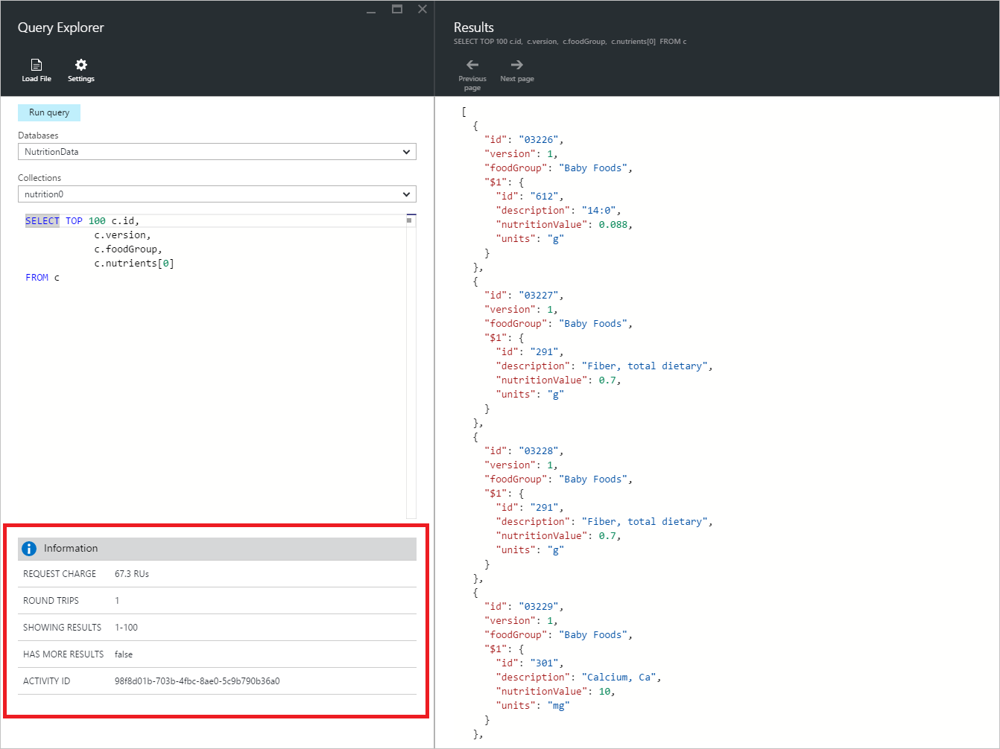 Query Explorer
Load File
Settings
Run query
Databases
NutritionData
Collections
nutrition0
SELECT TOP 100 c.id,
c.version,
c.foodGroup,
c.nutrients[0]
FROM c
Information
REQUEST CHARGE 67.3 RUs
ROUND TRIPS 1
SHOWING RESULTS 1-100
HAS MORE RESULTS false
ACTIVITY ID 98f8d01b-703b-4fbc-8ae0-5c9b790b36a0
Results
SELECT TOP 100 c.id, c.version, c.foodGroup, c.nutrients[0] FROM c
Previous page
Next page
[
{
"id": "03226",
"version": 1,
"foodGroup": "Baby Foods",
"$1": {
"id": "612",
"description": "14:0",
"nutritionValue": 0.088,
"units": "g"
}
},
{
"id": "03227",
"version": 1,
"foodGroup": "Baby Foods",
"$1": {
"id": "291",
"description": "Fiber, total dietary",
"nutritionValue": 0.7,
"units": "g"
}
},
{
"id": "03228",
"version": 1,
"foodGroup": "Baby Foods",
"$1": {
"id": "291",
"description": "Fiber, total dietary",
"nutritionValue": 0.7,
"units": "g"
}
},
{
"id": "03229",
"version": 1,
"foodGroup": "Baby Foods",
"$1": {
"id": "301",
"description": "Calcium, Ca",
"nutritionValue": 10,
"units": "mg"
}
},